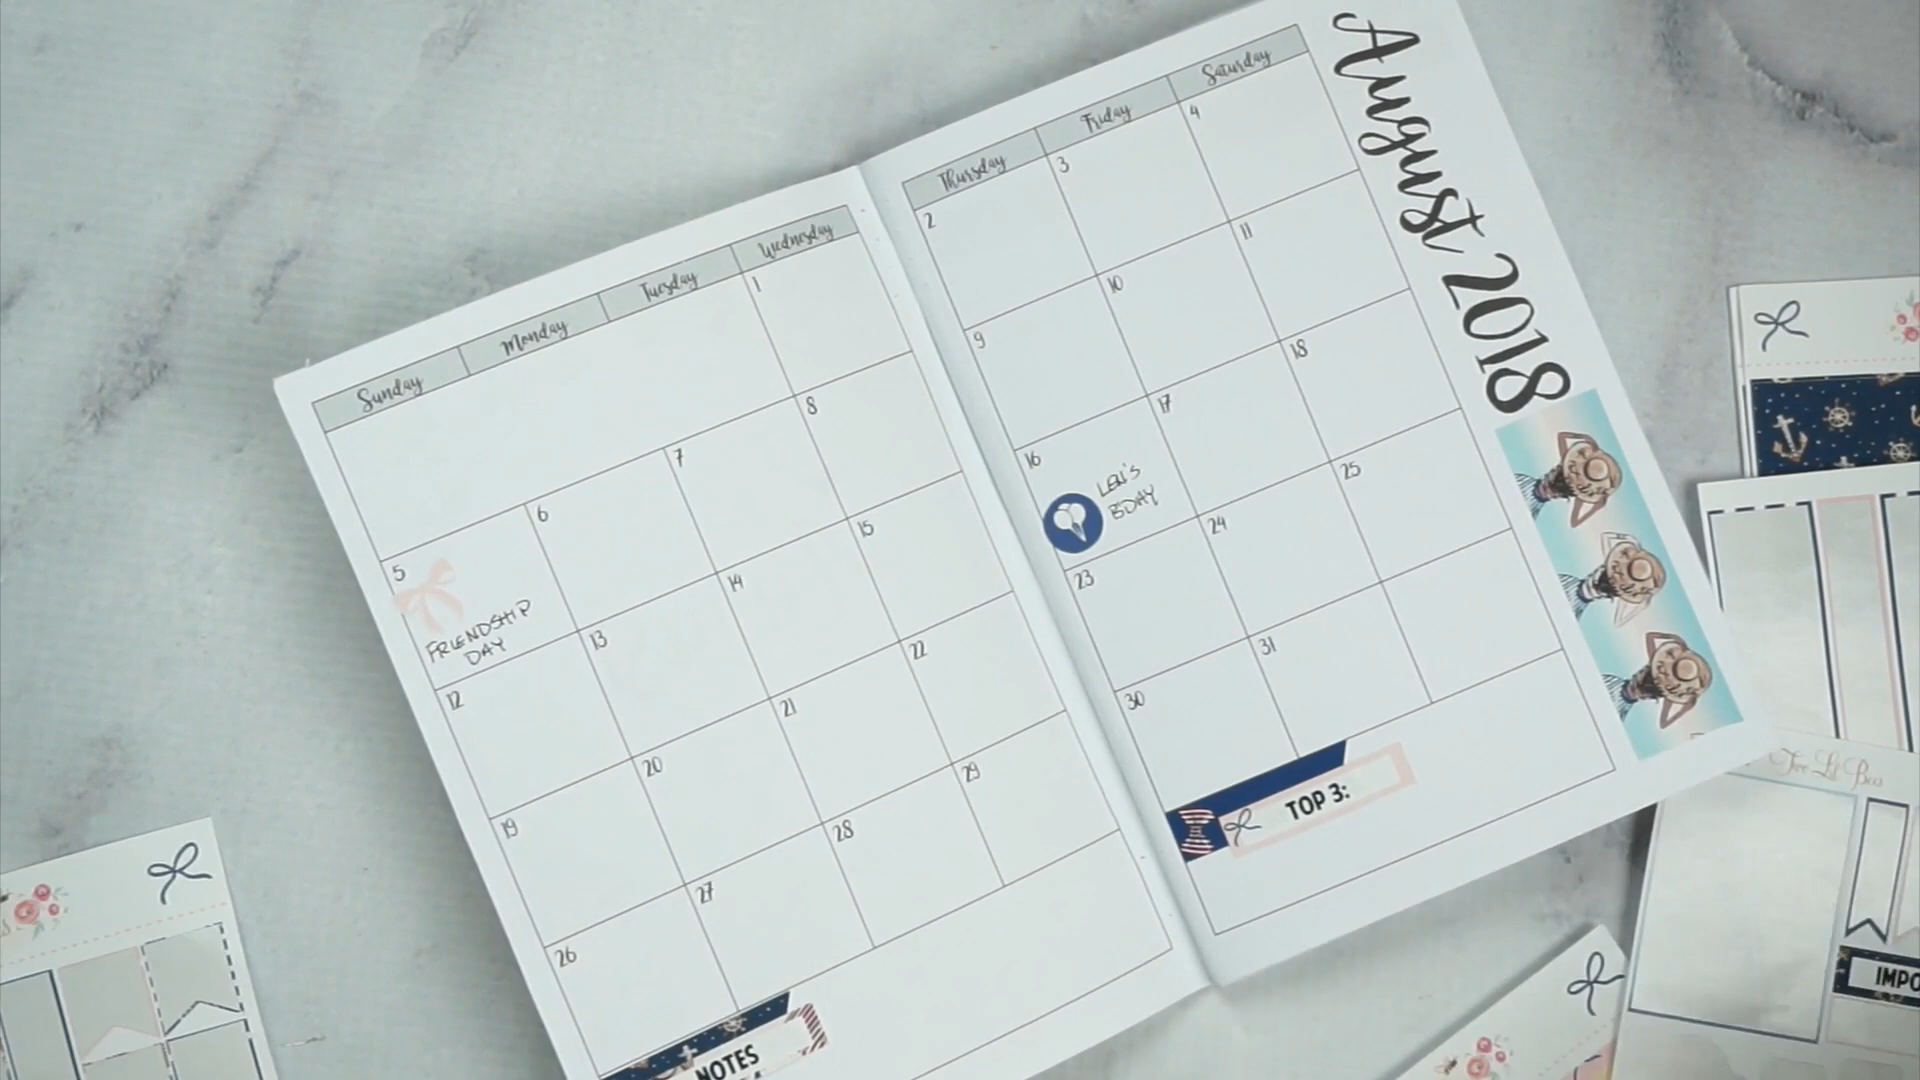 August 2018
Sunday Monday Tuesday Wednesday Thursday Friday Saturday
1 2 3 4
5 6 7 8 9 10 11
FRIENDSHIP
DAY
12 13 14 15 16 17 18
LEXI'S
B'DAY
19 20 21 22 23 24 25
26 27 28 29 30 31
NOTES
TOP 3: